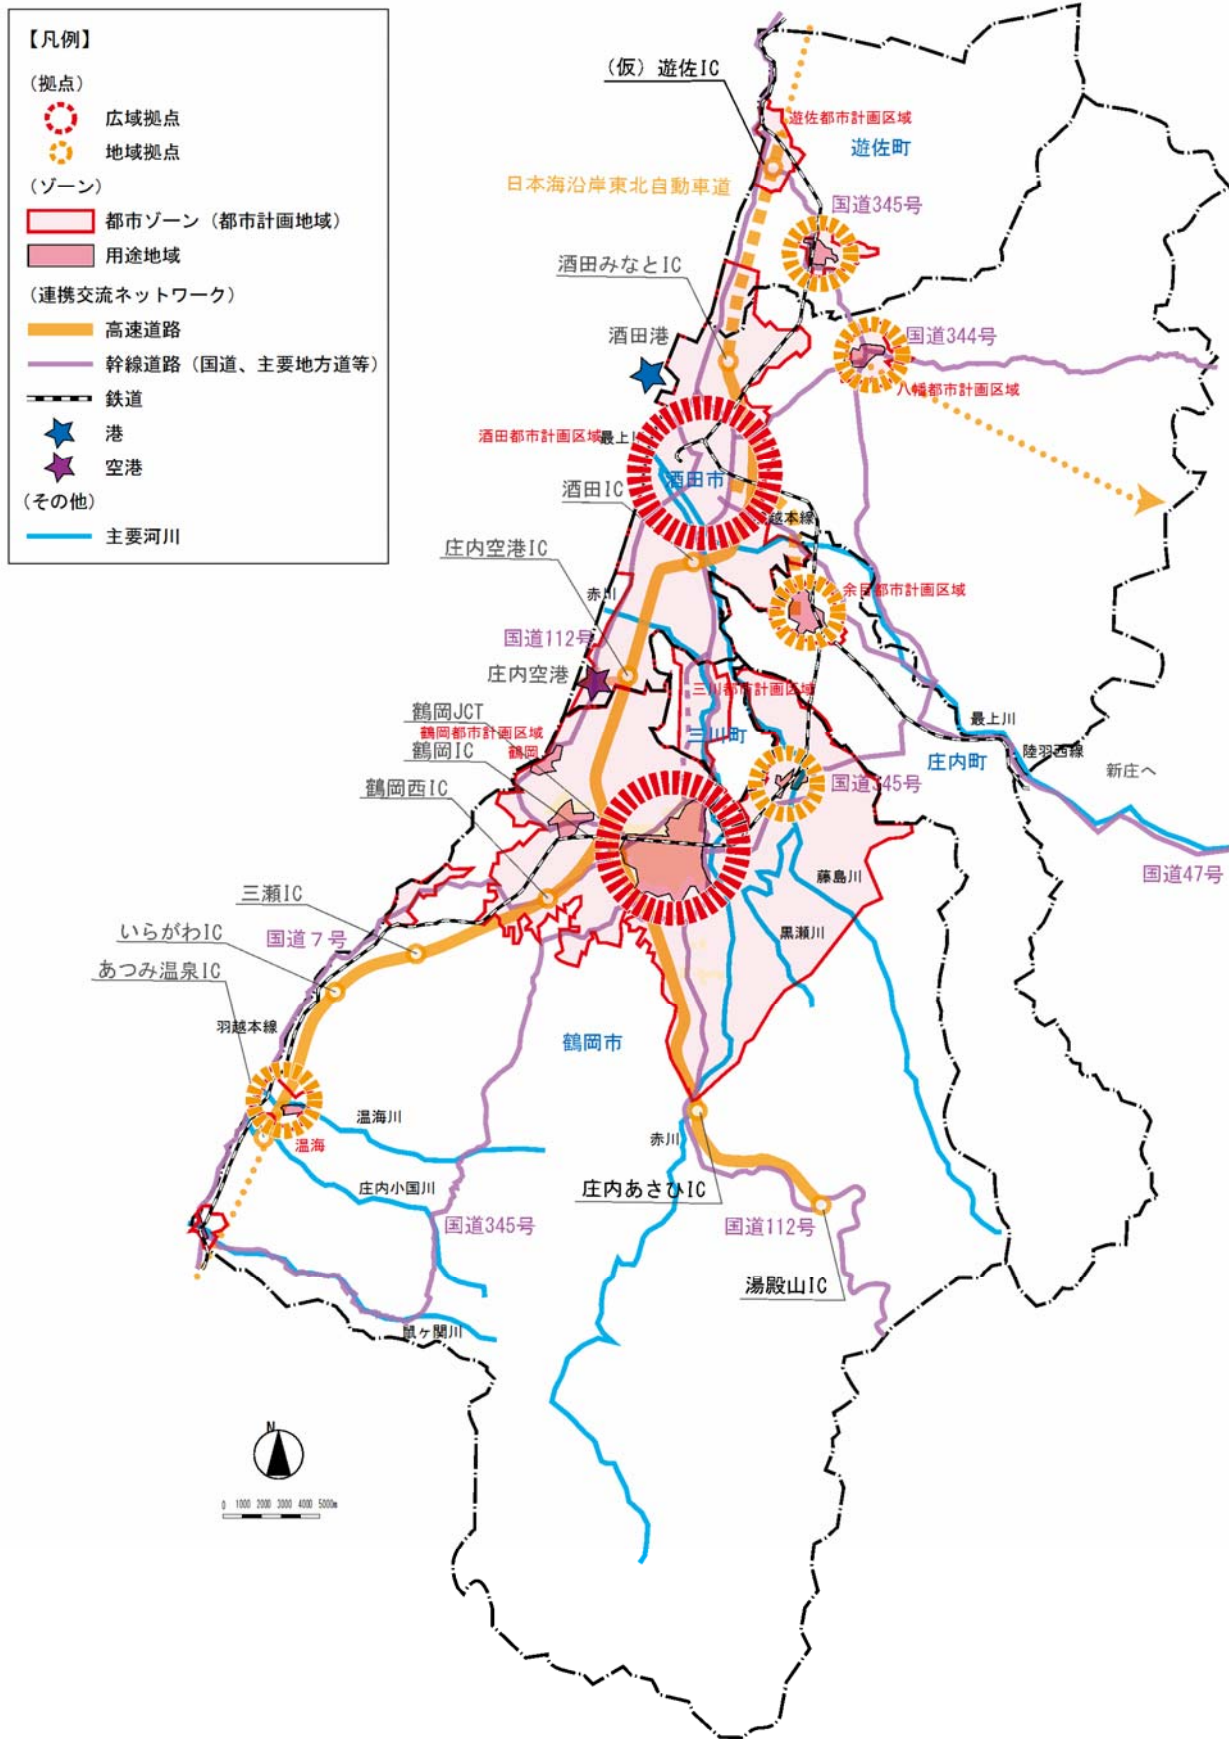 【凡例】
(拠点)
広域拠点
地域拠点
(ゾーン)
都市ゾーン(都市計画地域)
用途地域
(連携交流ネットワーク)
高速道路
幹線道路(国道、主要地方道等)
鉄道
港
空港
(その他)
主要河川
(仮)遊佐IC
遊佐都市計画区域
遊佐町
日本海沿岸東北自動車道
国道345号
酒田みなとIC
酒田港
国道344号
八幡都市計画区域
酒田都市計画区域
最上川
酒田市
酒田IC
越本線
庄内空港IC
余目都市計画区域
赤川
国道112号
庄内空港
三川都市計画区域
鶴岡JCT
鶴岡都市計画区域
三川町
鶴岡IC
鶴岡
最上川
陸羽西線
庄内町
新庄へ
鶴岡西IC
国道345号
国道47号
藤島川
三瀬IC
黒瀬川
いらがわIC
国道7号
あつみ温泉IC
羽越本線
鶴岡市
温海川
温海
赤川
庄内小国川
庄内あさひIC
国道345号
国道112号
湯殿山IC
鼠ヶ関川
N
0 1000 2000 3000 4000 5000m